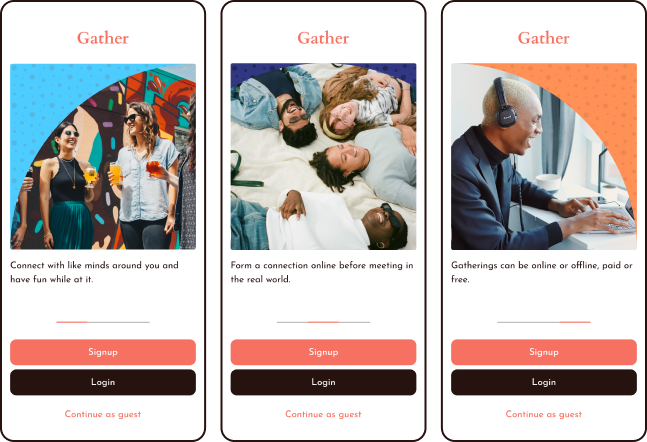 Gather
Connect with like minds around you and
have fun while at it.
Signup
Login
Continue as guest
Gather
Form a connection online before meeting in
the real world.
Signup
Login
Continue as guest
Gather
Gatherings can be online or offline, paid or
free.
Signup
Login
Continue as guest